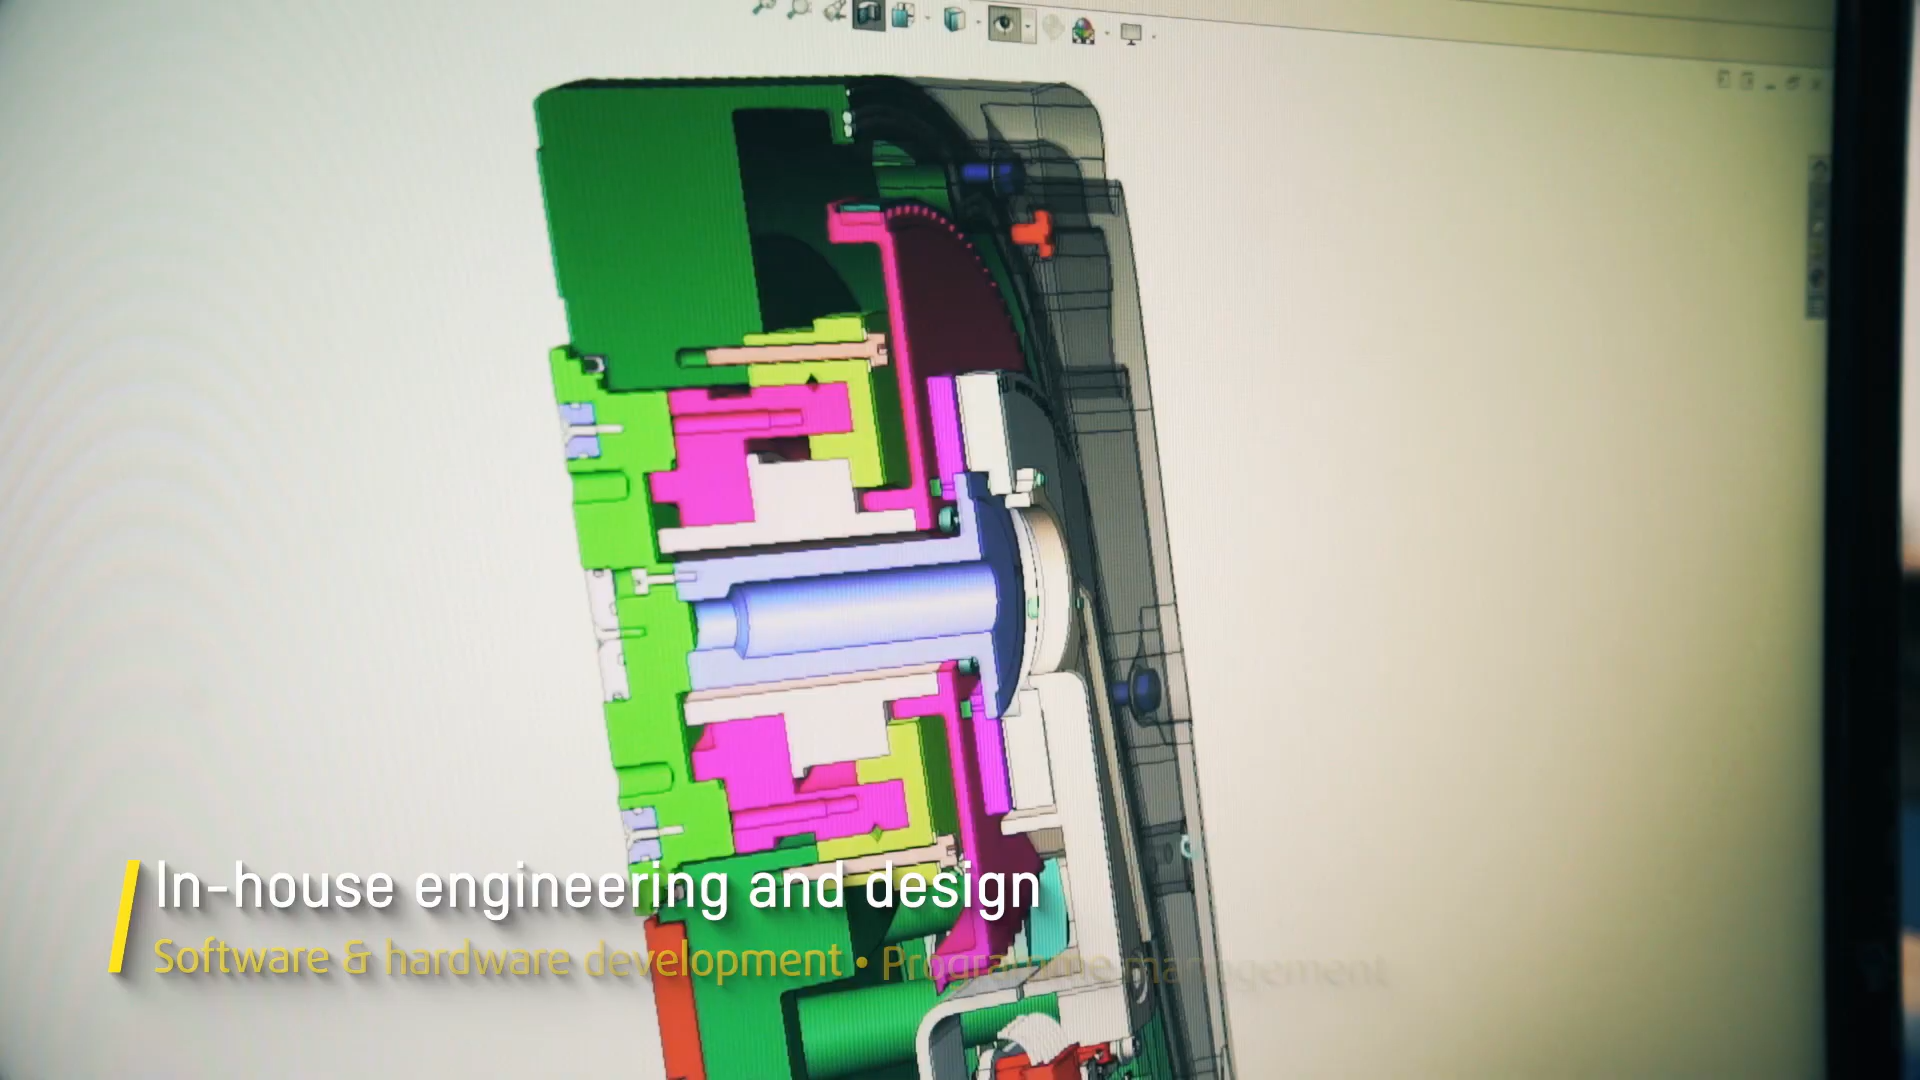 In-house engineering and design
Software & hardware development • Programme management